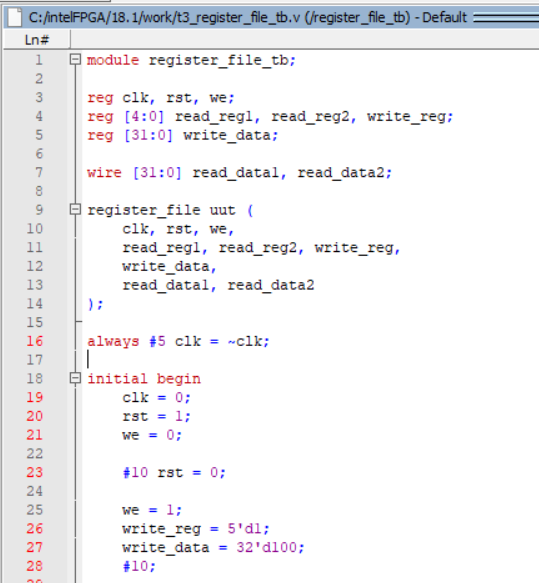 C:/intelFPGA/18.1/work/t3_register_file_tb.v (/register_file_tb) - Default
Ln#
1 module register_file_tb;
2
3 reg clk, rst, we;
4 reg [4:0] read_reg1, read_reg2, write_reg;
5 reg [31:0] write_data;
6
7 wire [31:0] read_data1, read_data2;
8
9 register_file uut (
10 clk, rst, we,
11 read_reg1, read_reg2, write_reg,
12 write_data,
13 read_data1, read_data2
14 );
15
16 always #5 clk = ~clk;
17
18 initial begin
19 clk = 0;
20 rst = 1;
21 we = 0;
22
23 #10 rst = 0;
24
25 we = 1;
26 write_reg = 5'd1;
27 write_data = 32'd100;
28 #10;